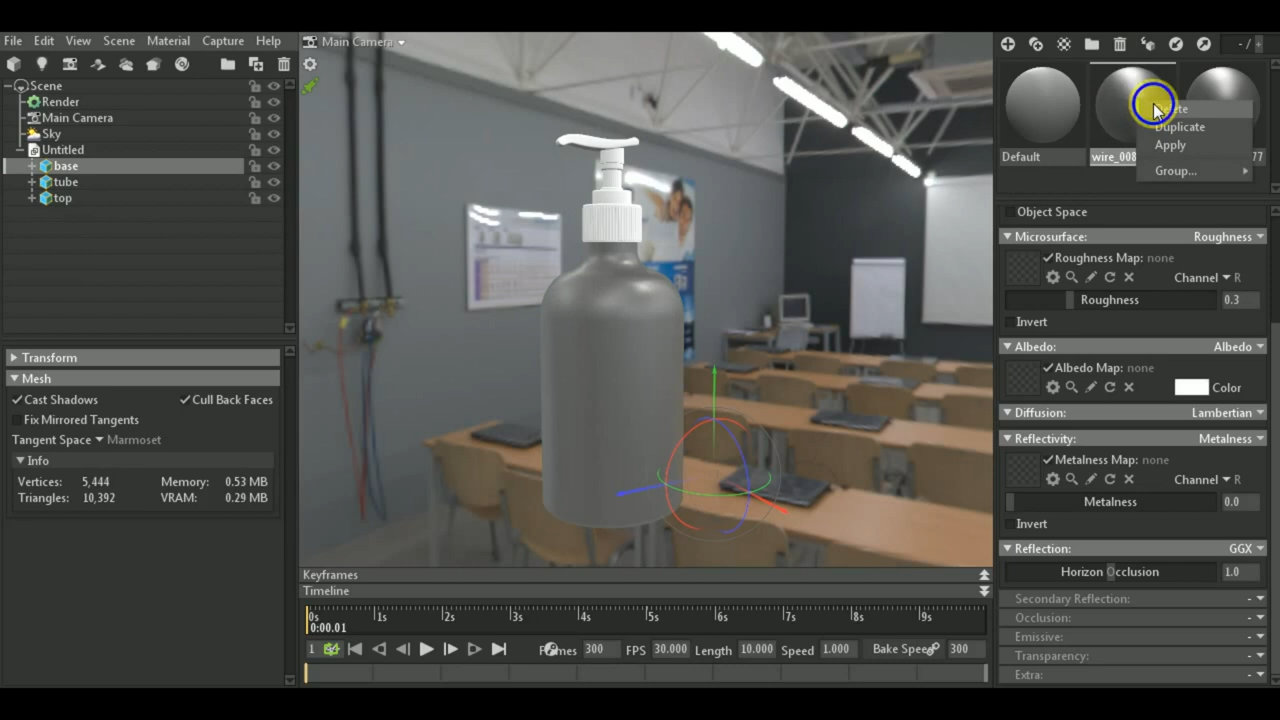 File Edit View Scene Material Capture Help
Main Camera
- /
Scene
Render
Main Camera
Sky
Untitled
base
tube
top
Transform
Mesh
Cast Shadows Cull Back Faces
Fix Mirrored Tangents
Tangent Space Marmoset
Info
Vertices: 5,444 Memory: 0.53 MB
Triangles: 10,392 VRAM: 0.29 MB
Keyframes
Timeline
0s 1s 2s 3s 4s 5s 6s 7s 8s 9s
0:00.01
1 Frames 300 FPS 30.000 Length 10.000 Speed 1.000 Bake Speed 300
Default wire_008 77
Duplicate
Apply
Group...
Object Space
Microsurface: Roughness
Roughness Map: none
Channel R
Roughness 0.3
Invert
Albedo: Albedo
Albedo Map: none
Color
Diffusion: Lambertian
Reflectivity: Metalness
Metalness Map: none
Channel R
Metalness 0.0
Invert
Reflection: GGX
Horizon Occlusion 1.0
Secondary Reflection: -
Occlusion: -
Emissive: -
Transparency: -
Extra: -